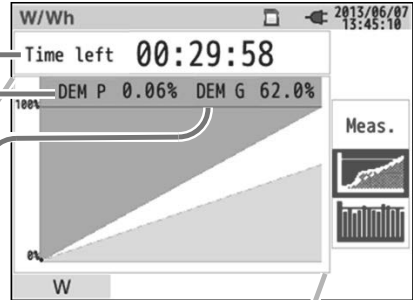 W/Wh 2013/06/07
13:45:10
Time left 00:29:58
DEM P 0.06% DEM G 62.0%
100%
Meas.
0%
W